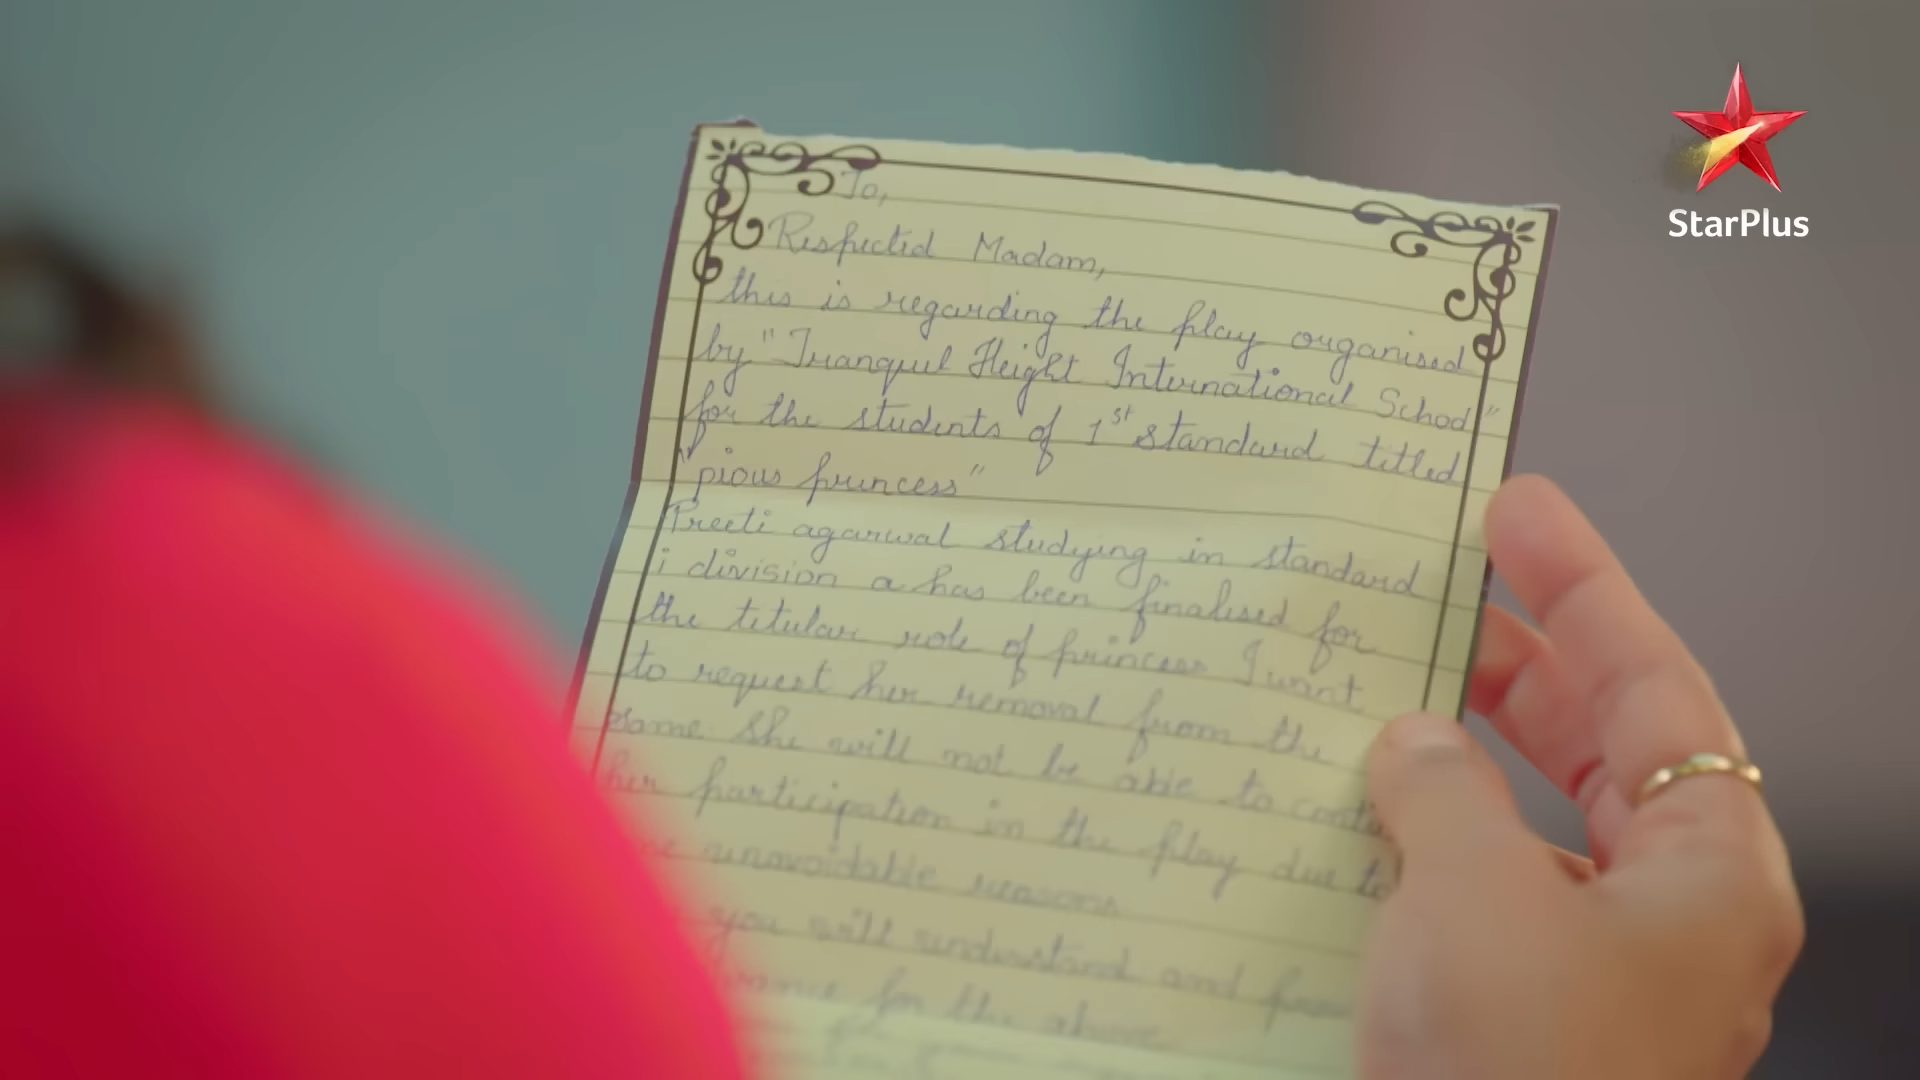 To,
Respected Madam,
this is regarding the play organised
by "Tranquil Height International School"
for the students of 1st standard titled
"pious princess"
Preeti agarwal studying in standard
i division a has been finalised for
the titular role of princess I want
to request her removal from the
same. She will not be able to
her participation in the play due to
unavoidable reasons
you will understand and
for the above
StarPlus